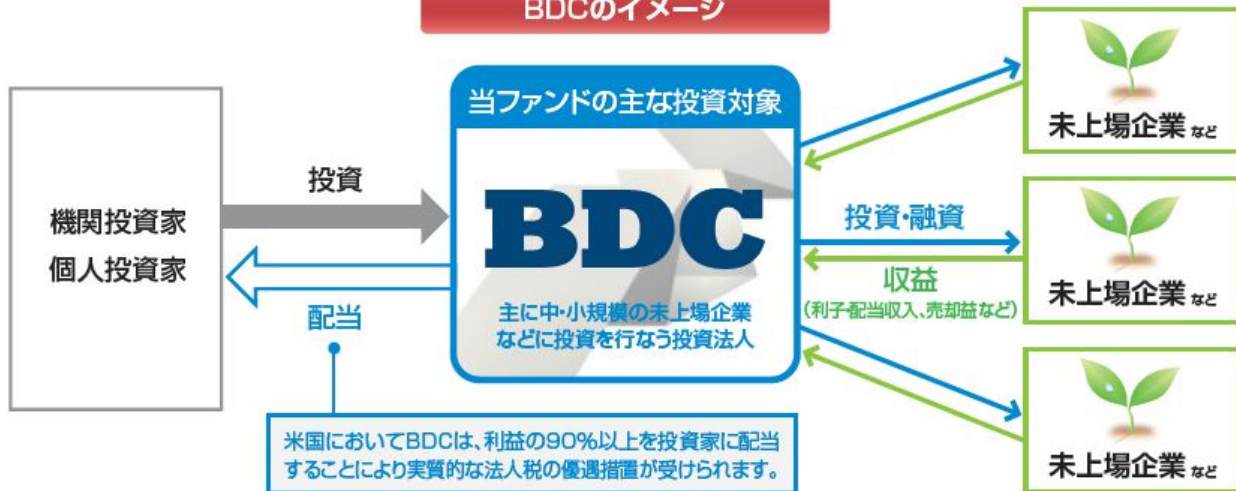 BDCのイメージ
機関投資家
個人投資家
投資
配当
当ファンドの主な投資対象
BDC
主に中・小規模の未上場企業
などに投資を行なう投資法人
投資・融資
収益
(利子・配当収入、売却益など)
未上場企業 など
未上場企業 など
未上場企業 など
米国においてBDCは、利益の90%以上を投資家に配当
することにより実質的な法人税の優遇措置が受けられます。